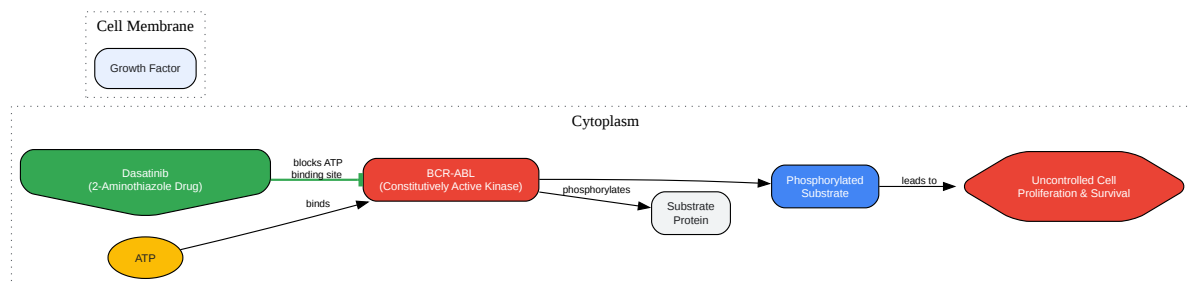 Cell Membrane
Growth Factor
Cytoplasm
Dasatinib
(2-Aminothiazole Drug)
blocks ATP
binding site
BCR-ABL
(Constitutively Active Kinase)
binds
ATP
phosphorylates
Substrate
Protein
Phosphorylated
Substrate
leads to
Uncontrolled Cell
Proliferation & Survival